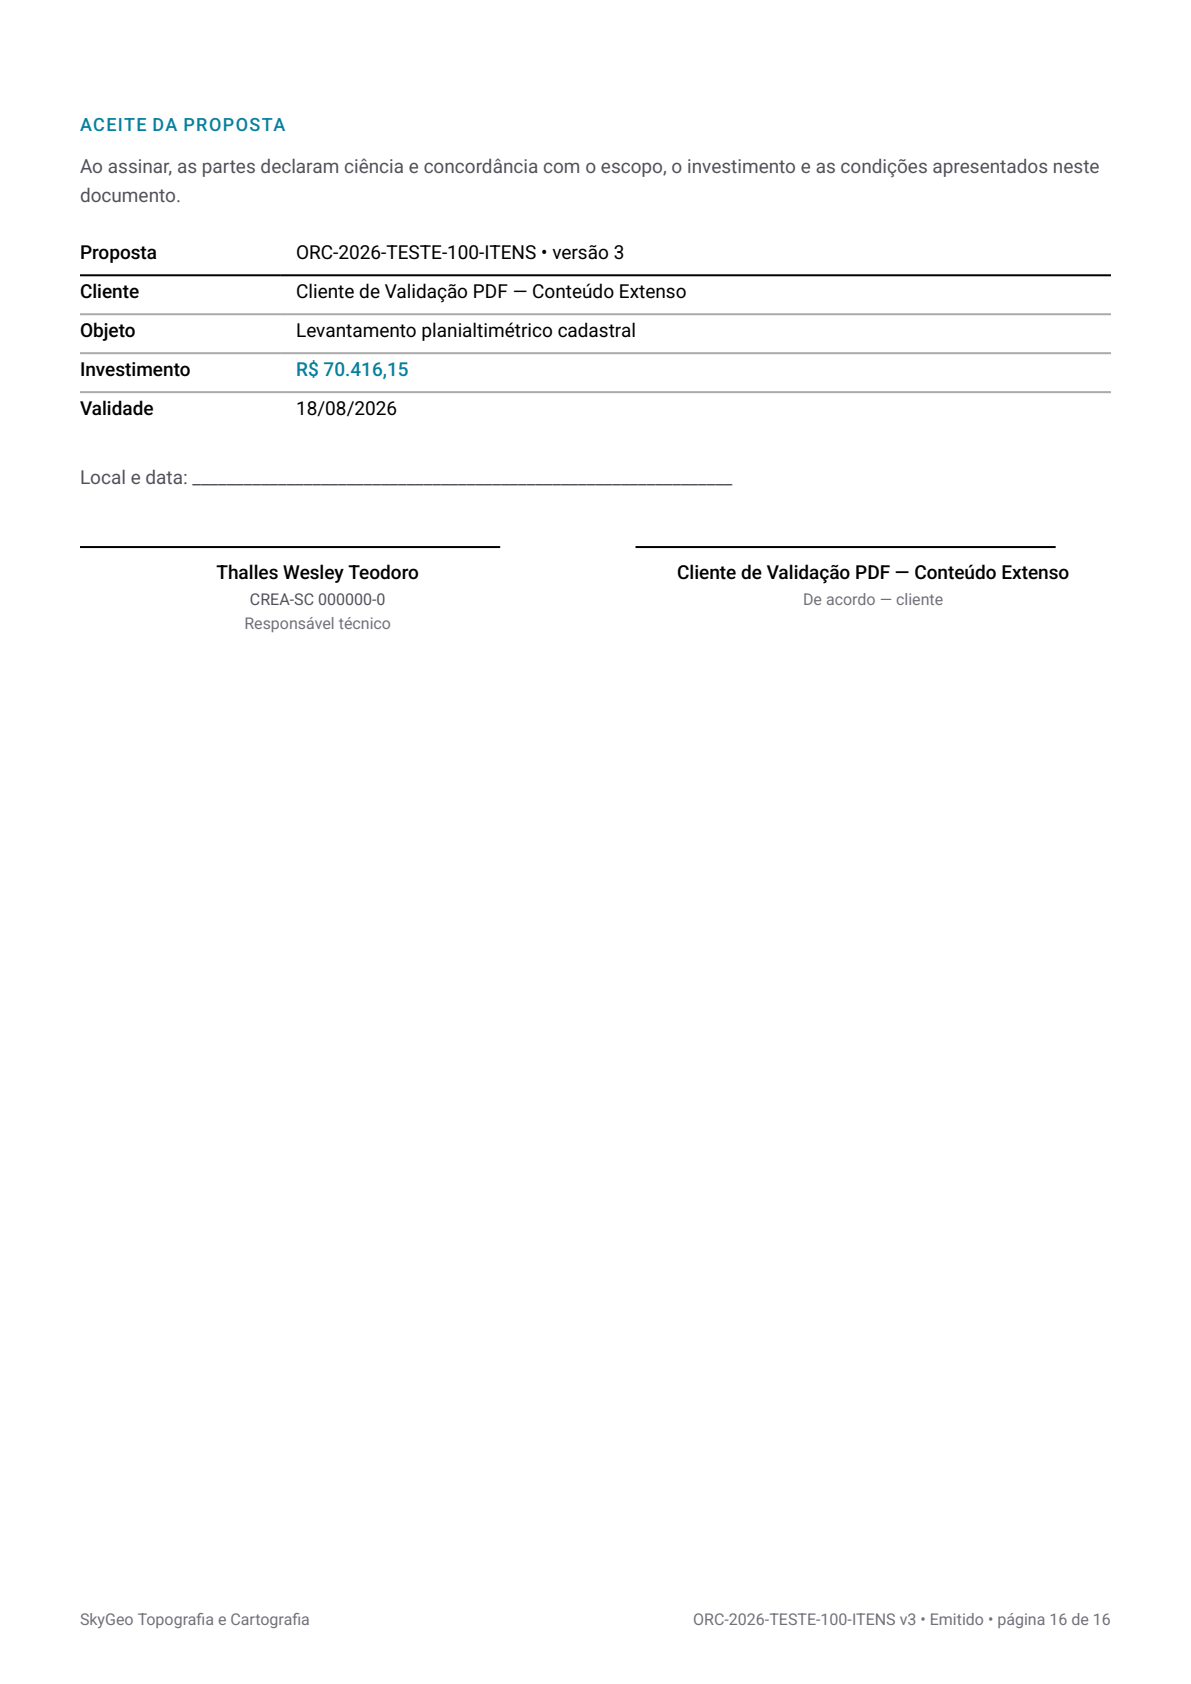 ACEITE DA PROPOSTA
Ao assinar, as partes declaram ciência e concordância com o escopo, o investimento e as condições apresentados neste
documento.
Proposta ORC-2026-TESTE-100-ITENS • versão 3
Cliente Cliente de Validação PDF — Conteúdo Extenso
Objeto Levantamento planialtimétrico cadastral
Investimento R$ 70.416,15
Validade 18/08/2026
Local e data: ______________________________________________________
Thalles Wesley Teodoro Cliente de Validação PDF — Conteúdo Extenso
CREA-SC 000000-0 De acordo — cliente
Responsável técnico
SkyGeo Topografia e Cartografia ORC-2026-TESTE-100-ITENS v3 • Emitido • página 16 de 16